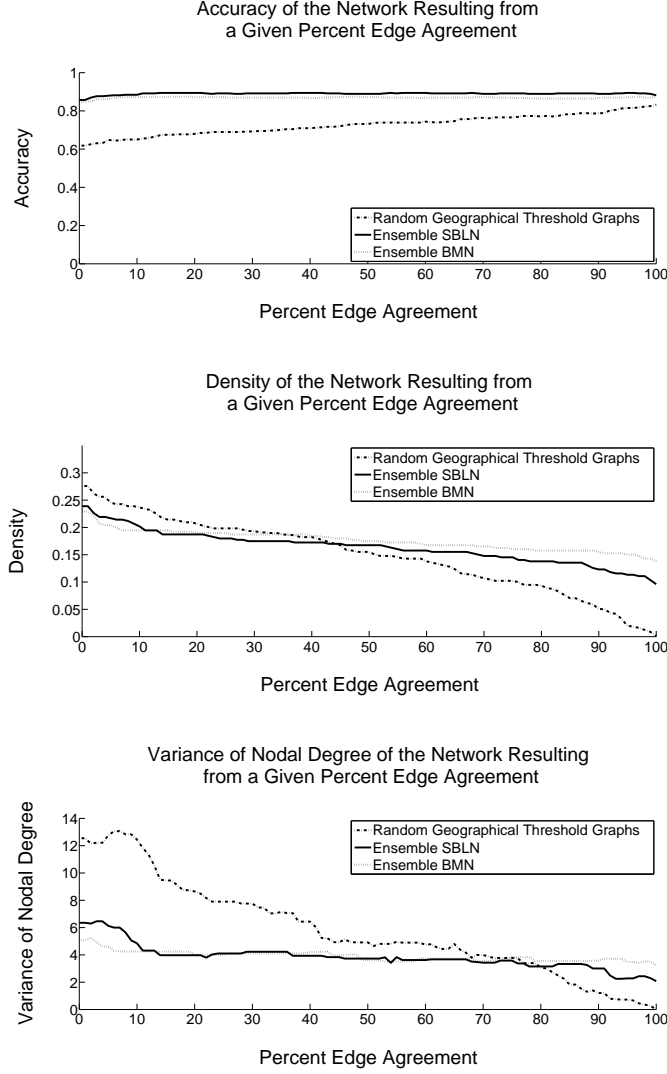 Accuracy of the Network Resulting from
a Given Percent Edge Agreement
1
0.8
0.6
0.4
0.2
0
Accuracy
Random Geographical Threshold Graphs
Ensemble SBLN
Ensemble BMN
0 10 20 30 40 50 60 70 80 90 100
Percent Edge Agreement
Density of the Network Resulting from
a Given Percent Edge Agreement
0.3
0.25
0.2
0.15
0.1
0.05
0
Density
Random Geographical Threshold Graphs
Ensemble SBLN
Ensemble BMN
0 10 20 30 40 50 60 70 80 90 100
Percent Edge Agreement
Variance of Nodal Degree of the Network Resulting
from a Given Percent Edge Agreement
14
12
10
8
6
4
2
0
Variance of Nodal Degree
Random Geographical Threshold Graphs
Ensemble SBLN
Ensemble BMN
0 10 20 30 40 50 60 70 80 90 100
Percent Edge Agreement